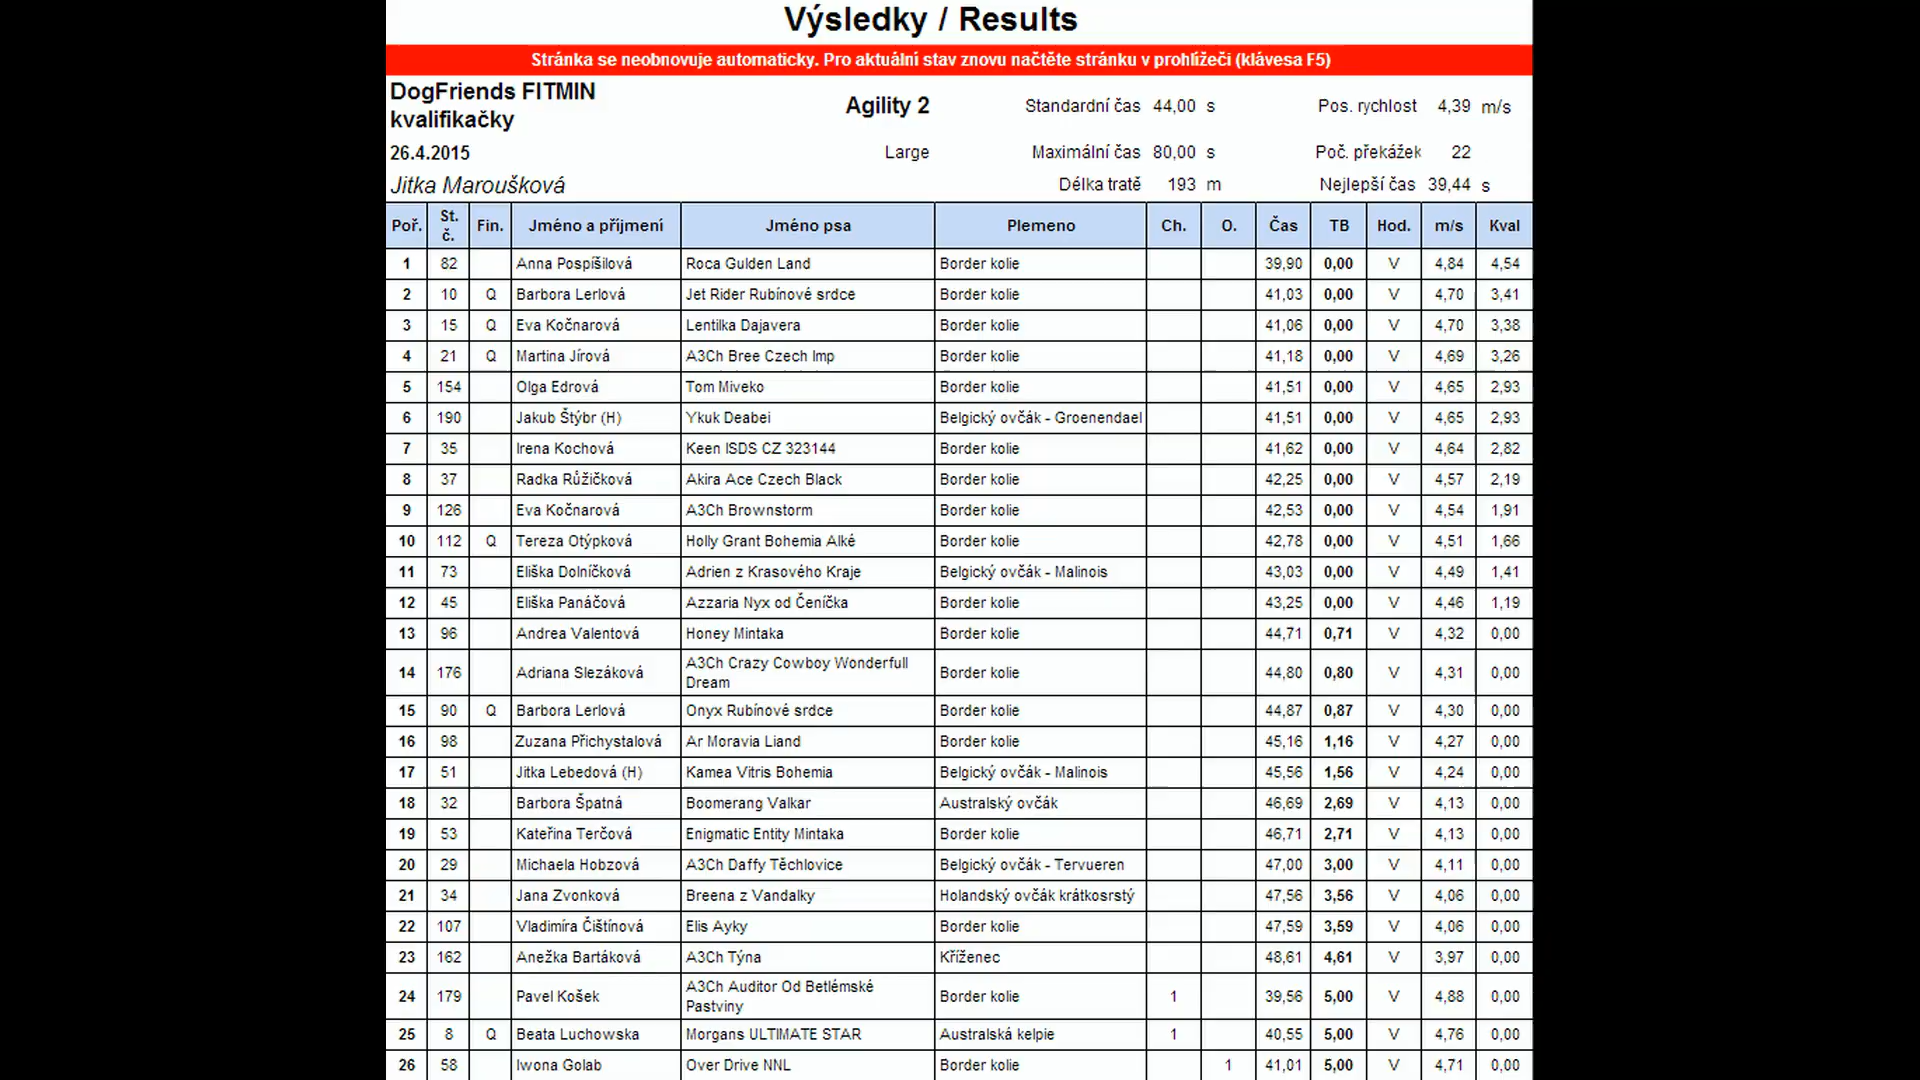 Výsledky / Results
Stránka se neobnovuje automaticky. Pro aktuální stav znovu načtěte stránku v prohlížeči (klávesa F5)
DogFriends FITMIN
kvalifikačky
Agility 2
Standardní čas 44,00 s
Pos. rychlost 4,39 m/s
26.4.2015
Large
Maximální čas 80,00 s
Poč. překážek 22
Jitka Maroušková
Délka tratě 193 m
Nejlepší čas 39,44 s
Poř. St. č. Fin. Jméno a příjmení Jméno psa Plemeno Ch. O. Čas TB Hod. m/s Kval
1 82 Anna Pospíšilová Roca Gulden Land Border kolie 39,90 0,00 V 4,84 4,54
2 10 Q Barbora Lerlová Jet Rider Rubínové srdce Border kolie 41,03 0,00 V 4,70 3,41
3 15 Q Eva Kočnarová Lentilka Dajavera Border kolie 41,06 0,00 V 4,70 3,38
4 21 Q Martina Jírová A3Ch Bree Czech Imp Border kolie 41,18 0,00 V 4,69 3,26
5 154 Olga Edrová Tom Miveko Border kolie 41,51 0,00 V 4,65 2,93
6 190 Jakub Štýbr (H) Ykuk Deabei Belgický ovčák - Groenendael 41,51 0,00 V 4,65 2,93
7 35 Irena Kochová Keen ISDS CZ 323144 Border kolie 41,62 0,00 V 4,64 2,82
8 37 Radka Růžičková Akira Ace Czech Black Border kolie 42,25 0,00 V 4,57 2,19
9 126 Eva Kočnarová A3Ch Brownstorm Border kolie 42,53 0,00 V 4,54 1,91
10 112 Q Tereza Otýpková Holly Grant Bohemia Alké Border kolie 42,78 0,00 V 4,51 1,66
11 73 Eliška Dolníčková Adrien z Krasového Kraje Belgický ovčák - Malinois 43,03 0,00 V 4,49 1,41
12 45 Eliška Panáčová Azzaria Nyx od Čeníčka Border kolie 43,25 0,00 V 4,46 1,19
13 96 Andrea Valentová Honey Mintaka Border kolie 44,71 0,71 V 4,32 0,00
14 176 Adriana Slezáková A3Ch Crazy Cowboy Wonderfull Dream Border kolie 44,80 0,80 V 4,31 0,00
15 90 Q Barbora Lerlová Onyx Rubínové srdce Border kolie 44,87 0,87 V 4,30 0,00
16 98 Zuzana Přichystalová Ar Moravia Liand Border kolie 45,16 1,16 V 4,27 0,00
17 51 Jitka Lebedová (H) Kamea Vitris Bohemia Belgický ovčák - Malinois 45,56 1,56 V 4,24 0,00
18 32 Barbora Špatná Boomerang Valkar Australský ovčák 46,69 2,69 V 4,13 0,00
19 53 Kateřina Terčová Enigmatic Entity Mintaka Border kolie 46,71 2,71 V 4,13 0,00
20 29 Michaela Hobzová A3Ch Daffy Těchlovice Belgický ovčák - Tervueren 47,00 3,00 V 4,11 0,00
21 34 Jana Zvonková Breena z Vandalky Holandský ovčák krátkosrstý 47,56 3,56 V 4,06 0,00
22 107 Vladimíra Čištínová Elis Ayky Border kolie 47,59 3,59 V 4,06 0,00
23 162 Anežka Bartáková A3Ch Týna Kříženec 48,61 4,61 V 3,97 0,00
24 179 Pavel Košek A3Ch Auditor Od Betlémské Pastviny Border kolie 1 39,56 5,00 V 4,88 0,00
25 8 Q Beata Luchowska Morgans ULTIMATE STAR Australská kelpie 1 40,55 5,00 V 4,76 0,00
26 58 Iwona Golab Over Drive NNL Border kolie 1 41,01 5,00 V 4,71 0,00